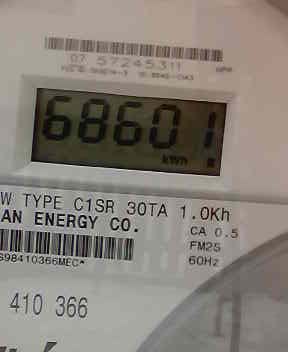 07 57245311
68601
kWh
W TYPE C1SR 30TA 1.0Kh
AN ENERGY CO. CA 0.5
FM2S
S98410366MEC* 60Hz
410 366